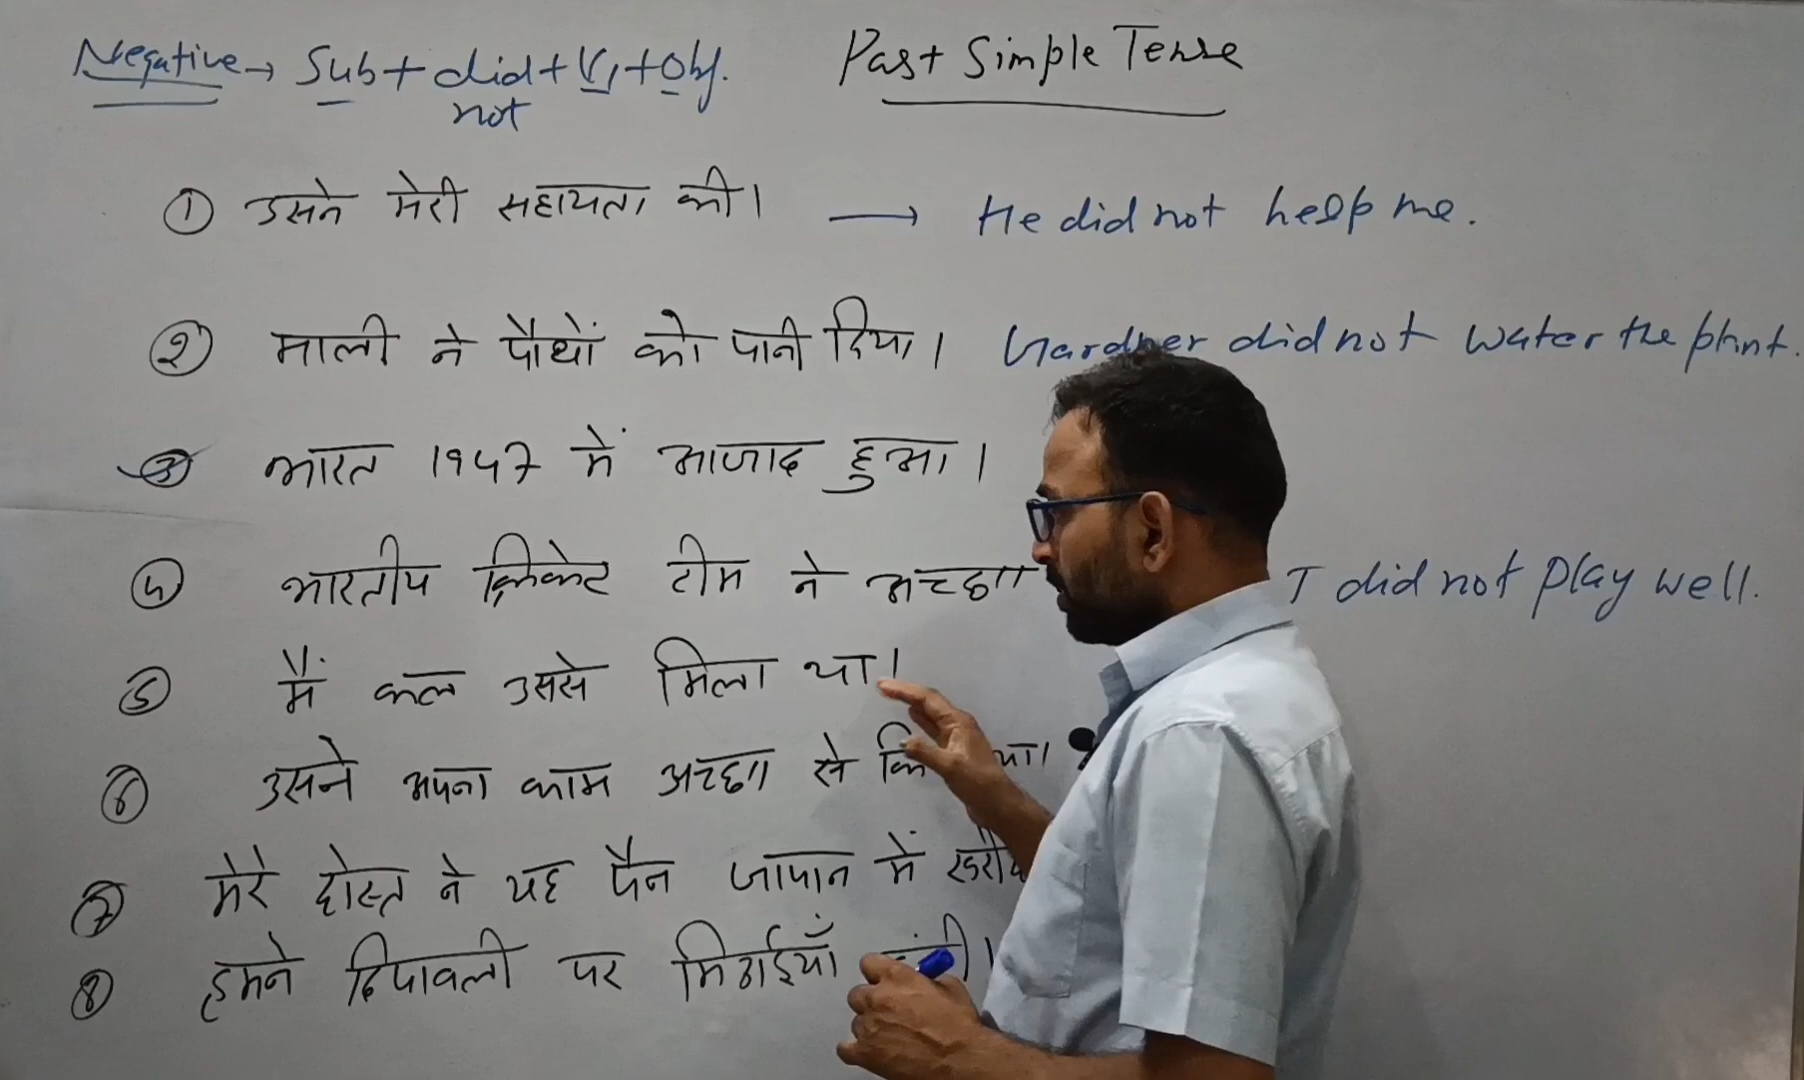 Negative → Sub + did + V1 + Obj.
not
Past Simple Tense
① उसने मेरी सहायता की। → He did not help me.
② माली ने पौधों को पानी दिया। Gardner did not water the plant.
③ भारत 1947 में आजाद हुआ।
④ भारतीय क्रिकेट टीम ने अच्छा T did not play well.
⑤ मैं कल उससे मिला था।
⑥ उसने अपना काम अच्छा से था।
⑦ मेरे दोस्त ने यह पैन जापान में
⑧ हमने दिपावली पर मिठाईयाँ